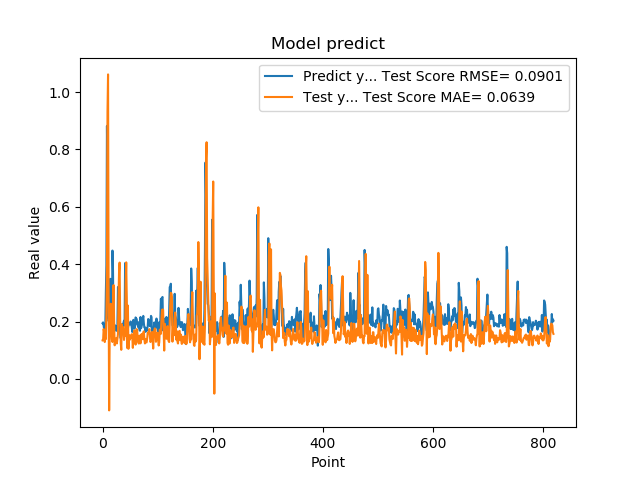 Model predict
Predict y... Test Score RMSE= 0.0901
Test y... Test Score MAE= 0.0639
Real value
1.0
0.8
0.6
0.4
0.2
0.0
0 200 400 600 800
Point